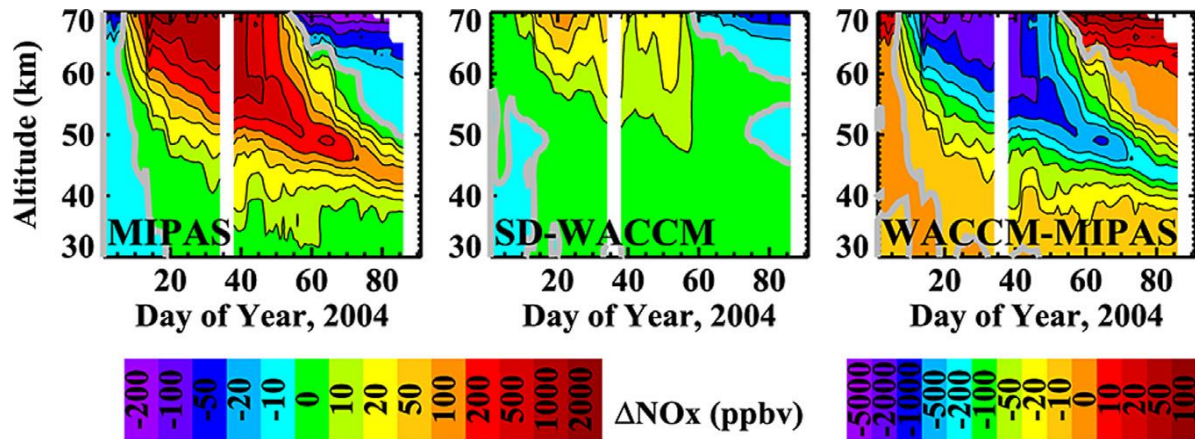 70 70 70
60 60 60
50 50 50
40 40 40
30 30 30
Altitude (km)
MIPAS SD-WACCM WACCM-MIPAS
20 40 60 80 20 40 60 80 20 40 60 80
Day of Year, 2004 Day of Year, 2004 Day of Year, 2004
-200 -100 -50 -20 -10 0 10 20 50 100 200 500 1000 2000
ΔNOx (ppbv)
-5000 -2000 -1000 -500 -200 -100 -50 -20 -10 0 10 20 50 100